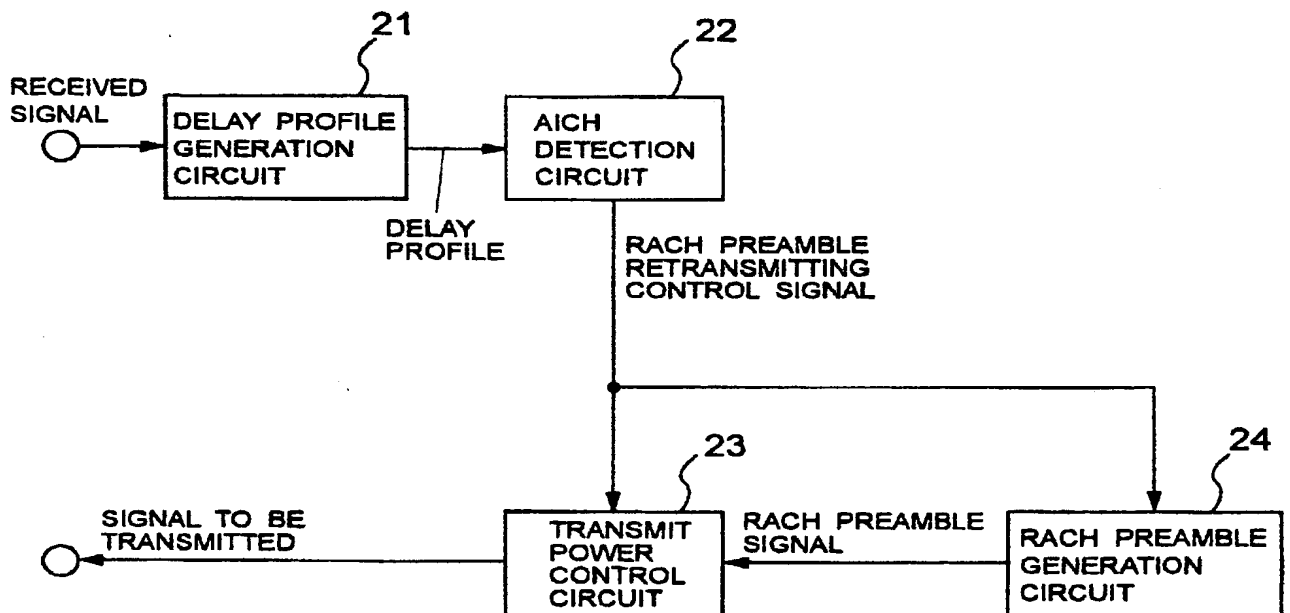 21
22
RECEIVED
SIGNAL
DELAY PROFILE
GENERATION
CIRCUIT
AICH
DETECTION
CIRCUIT
DELAY
PROFILE
RACH PREAMBLE
RETRANSMITTING
CONTROL SIGNAL
23
24
SIGNAL TO BE
TRANSMITTED
TRANSMIT
POWER
CONTROL
CIRCUIT
RACH PREAMBLE
SIGNAL
RACH PREAMBLE
GENERATION
CIRCUIT